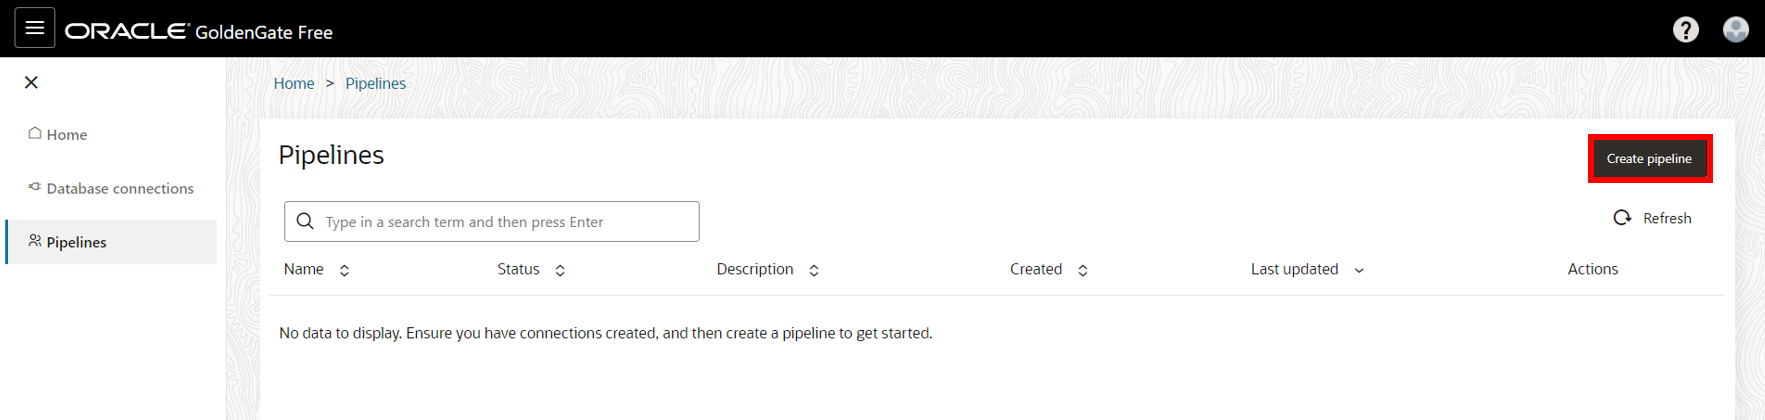 ORACLE GoldenGate Free
?
Home > Pipelines
Home
Database connections
Pipelines
Pipelines
Create pipeline
Type in a search term and then press Enter
Refresh
Name Status Description Created Last updated Actions
No data to display. Ensure you have connections created, and then create a pipeline to get started.